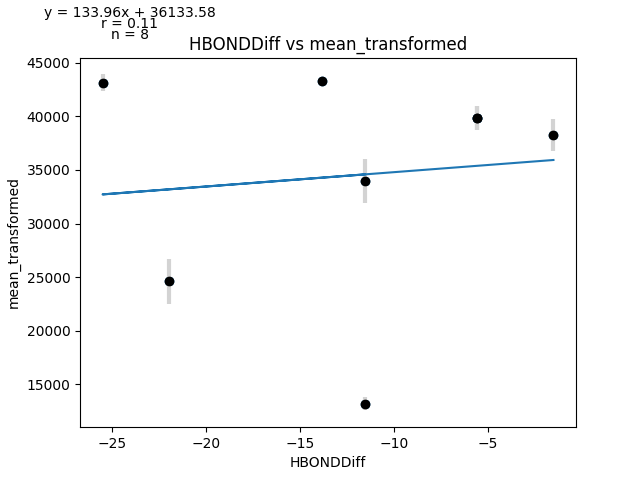 y = 133.96x + 36133.58
r = 0.11
n = 8
HBONDDiff vs mean_transformed
45000
40000
35000
30000
25000
20000
15000
mean_transformed
−25
−20
−15
−10
−5
HBONDDiff